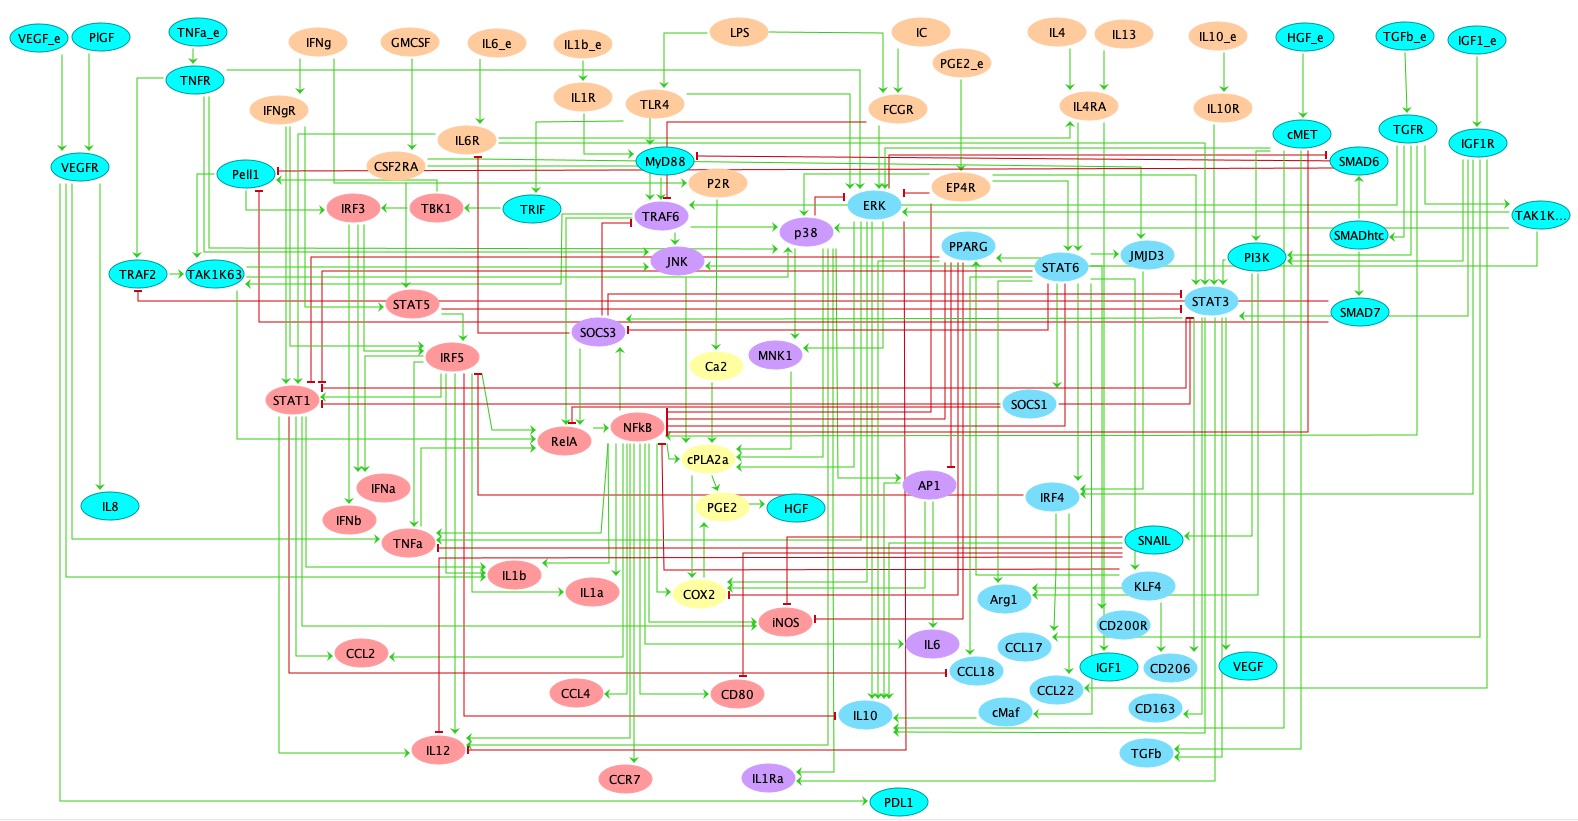 VEGF_e
PIGF
TNFa_e
IFNg
GMCSF
IL6_e
IL1b_e
LPS
IC
IL4
IL13
IL10_e
HGF_e
TGFb_e
IGF1_e
PGE2_e
TNFR
IFNgR
IL1R
TLR4
FCGR
IL4RA
IL10R
cMET
TGFR
IGF1R
IL6R
VEGFR
Pell1
CSF2RA
MyD88
P2R
EP4R
SMAD6
IRF3
TBK1
TRIF
TRAF6
ERK
TAK1K...
p38
PPARG
SMADhtc
JNK
STAT6
JMJD3
PI3K
TRAF2
TAK1K63
STAT5
SOCS3
STAT3
SMAD7
IRF5
Ca2
MNK1
STAT1
SOCS1
RelA
NFkB
cPLA2a
IFNa
AP1
IRF4
IL8
IFNb
PGE2
HGF
TNFa
SNAIL
IL1b
IL1a
COX2
KLF4
Arg1
iNOS
CD200R
CCL2
IL6
CCL17
CCL18
IGF1
CD206
VEGF
CCL4
CD80
CCL22
IL10
cMaf
CD163
IL12
TGFb
CCR7
IL1Ra
PDL1